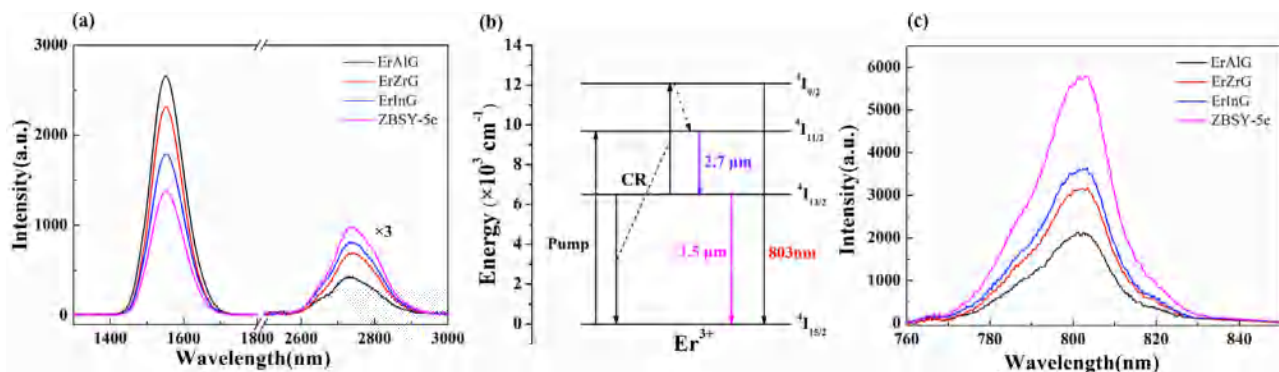 (a)
3000
2000
1000
0
Intensity(a.u.)
ErAlG
ErZrG
ErInG
ZBSY-5c
×3
1400
1600
1800
2600
2800
3000
Wavelength(nm)
(b)
14
12
10
8
6
4
2
0
Energy (×10³ cm⁻¹)
⁴I₉/₂
⁴I₁₁/₂
2.7 μm
CR
⁴I₁₃/₂
Pump
1.5 μm
803nm
⁴I₁₅/₂
Er³⁺
(c)
6000
5000
4000
3000
2000
1000
0
Intensity(a.u.)
ErAlG
ErZrG
ErInG
ZBSY-5c
760
780
800
820
840
Wavelength(nm)